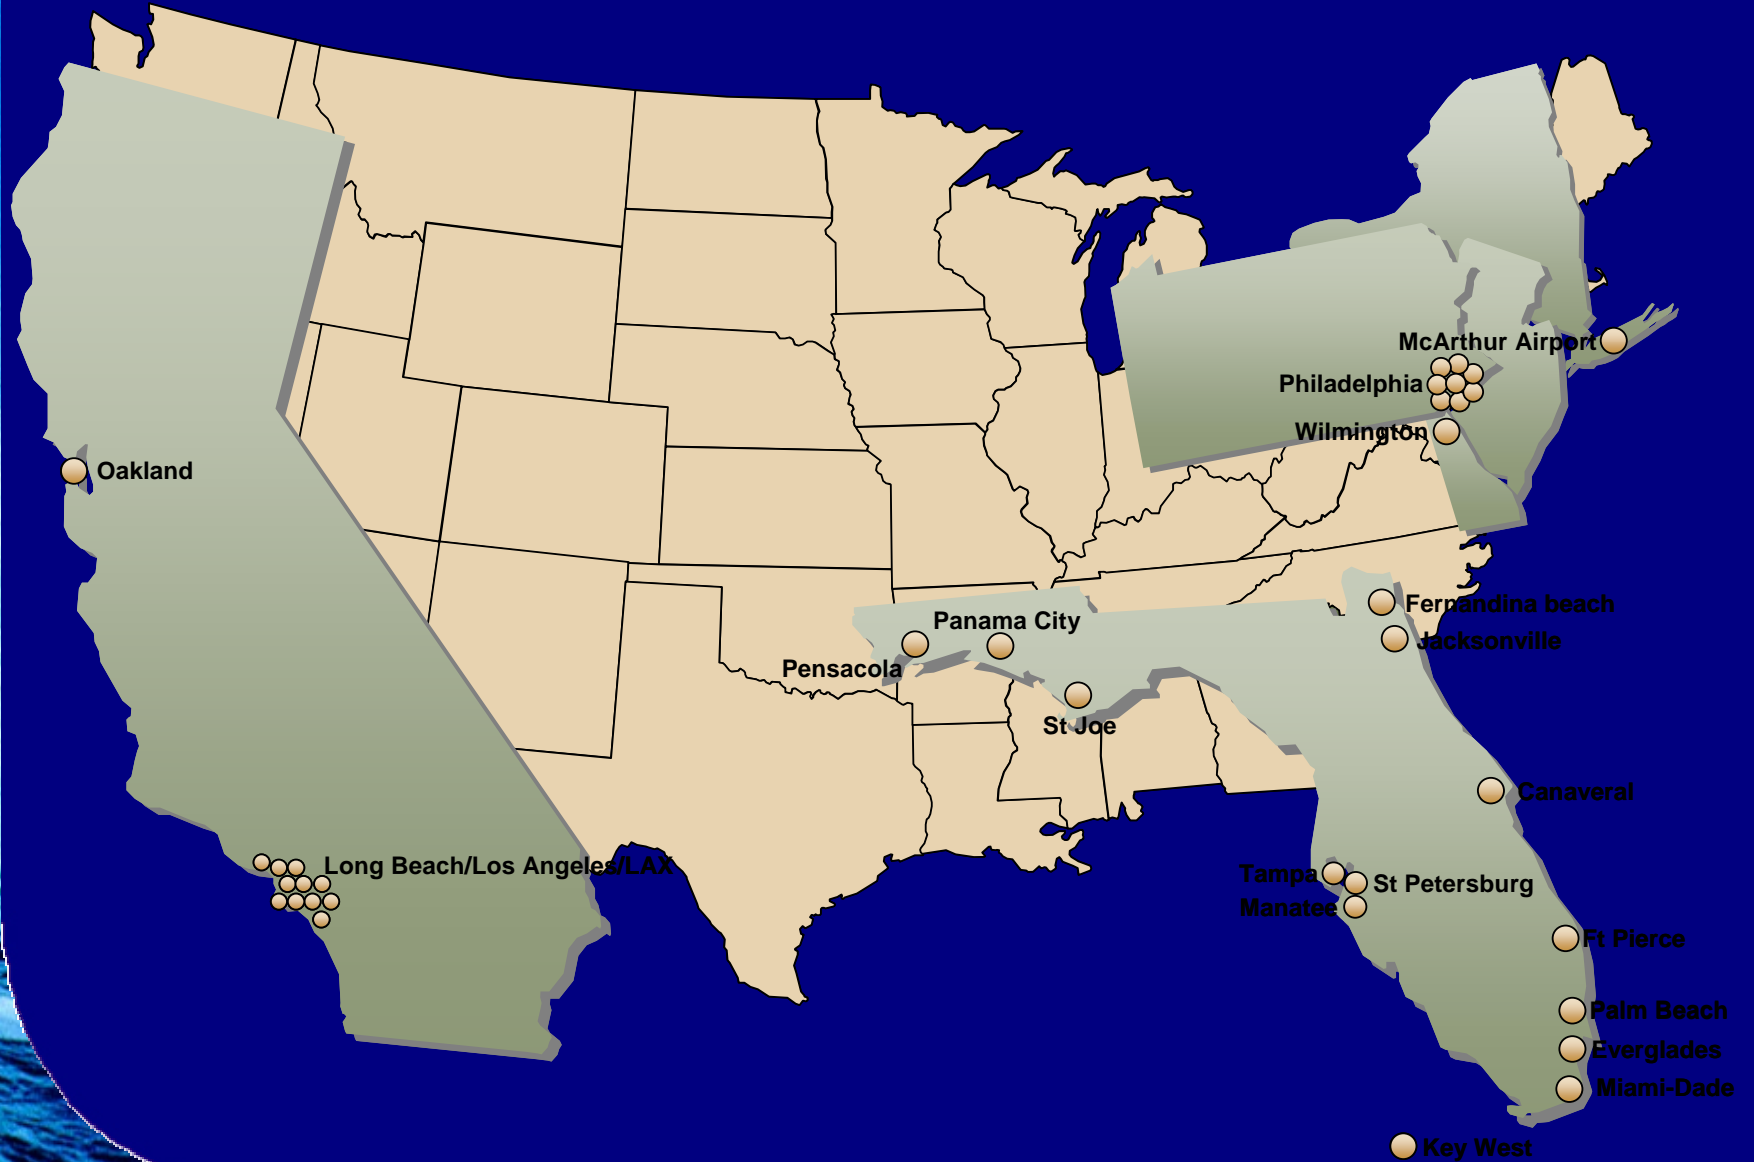 McArthur Airport
Philadelphia
Wilmington
Oakland
Fernandina beach
Panama City
Jacksonville
Pensacola
St Joe
Canaveral
Long Beach/Los Angeles/LAX
Tampa
St Petersburg
Manatee
Ft Pierce
Palm Beach
Everglades
Miami-Dade
Key West